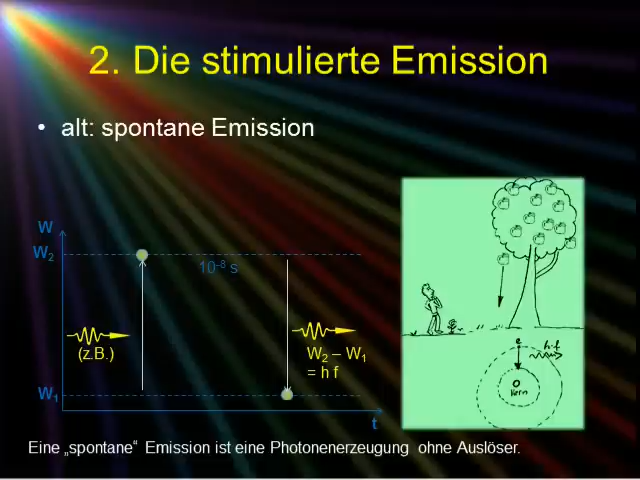 2. Die stimulierte Emission
• alt: spontane Emission
W
W₂
10⁻⁸ s
(z.B.)
W₂ – W₁
= h f
W₁
t
e
h·f
Kern
Eine „spontane“ Emission ist eine Photonenerzeugung ohne Auslöser.